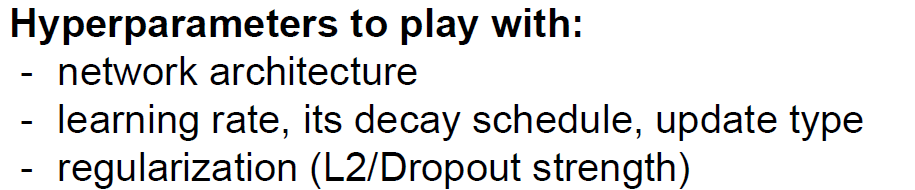 Hyperparameters to play with:
- network architecture
- learning rate, its decay schedule, update type
- regularization (L2/Dropout strength)